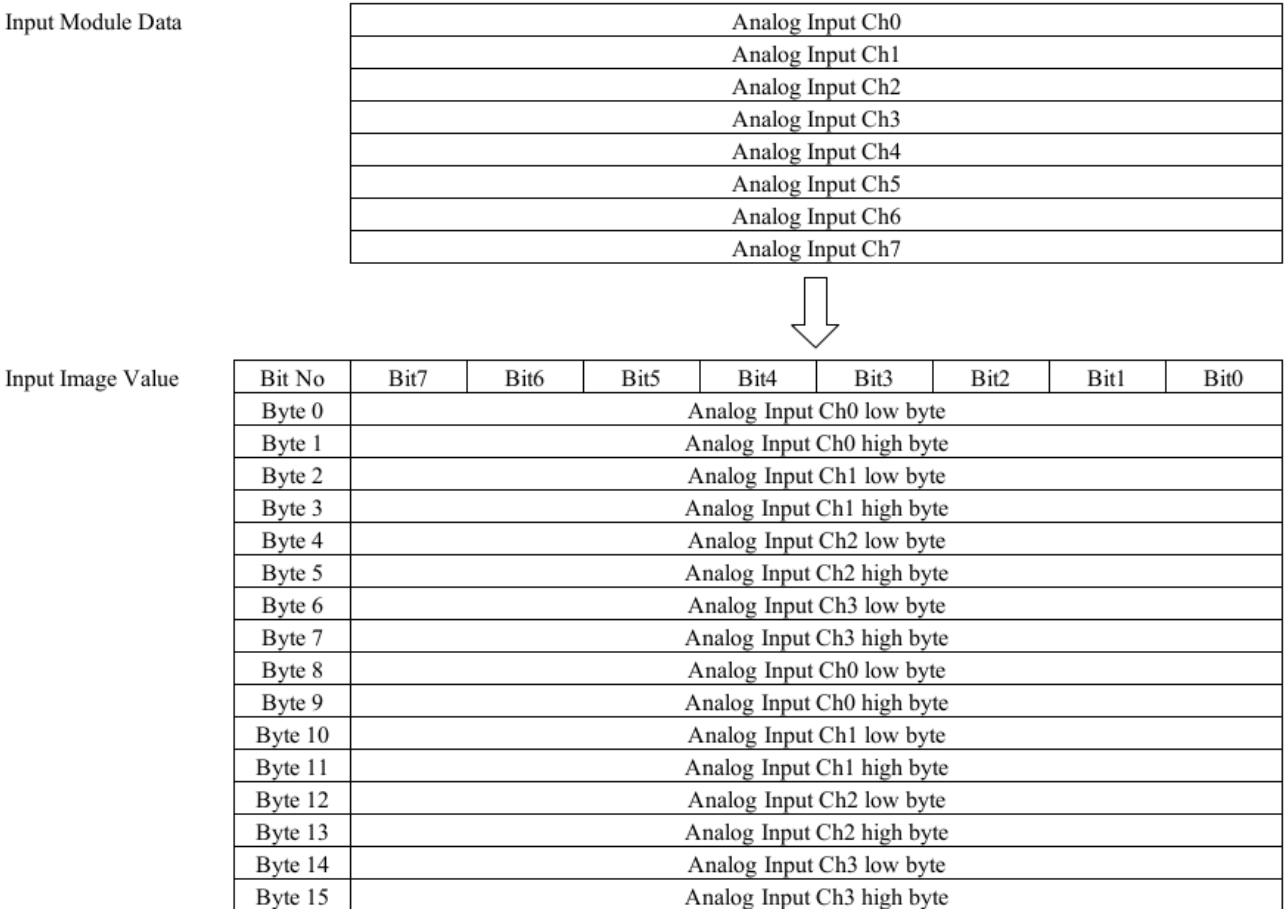 Input Module Data Analog Input Ch0
Analog Input Ch1
Analog Input Ch2
Analog Input Ch3
Analog Input Ch4
Analog Input Ch5
Analog Input Ch6
Analog Input Ch7
Input Image Value Bit No Bit7 Bit6 Bit5 Bit4 Bit3 Bit2 Bit1 Bit0
Byte 0 Analog Input Ch0 low byte
Byte 1 Analog Input Ch0 high byte
Byte 2 Analog Input Ch1 low byte
Byte 3 Analog Input Ch1 high byte
Byte 4 Analog Input Ch2 low byte
Byte 5 Analog Input Ch2 high byte
Byte 6 Analog Input Ch3 low byte
Byte 7 Analog Input Ch3 high byte
Byte 8 Analog Input Ch0 low byte
Byte 9 Analog Input Ch0 high byte
Byte 10 Analog Input Ch1 low byte
Byte 11 Analog Input Ch1 high byte
Byte 12 Analog Input Ch2 low byte
Byte 13 Analog Input Ch2 high byte
Byte 14 Analog Input Ch3 low byte
Byte 15 Analog Input Ch3 high byte